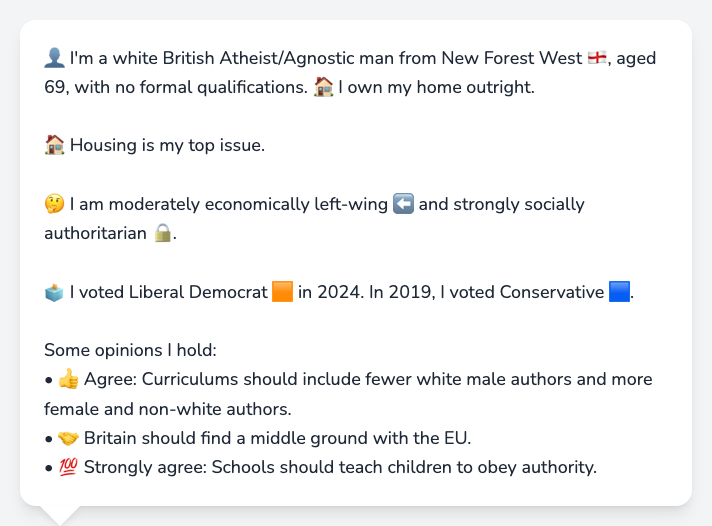 👤 I'm a white British Atheist/Agnostic man from New Forest West 🏴󠁧󠁢󠁥󠁮󠁧󠁿, aged
69, with no formal qualifications. 🏠 I own my home outright.
🏠 Housing is my top issue.
🤔 I am moderately economically left-wing ⬅️ and strongly socially
authoritarian 🔒.
🗳️ I voted Liberal Democrat 🟧 in 2024. In 2019, I voted Conservative 🟦.
Some opinions I hold:
• 👍 Agree: Curriculums should include fewer white male authors and more
female and non-white authors.
• 🤝 Britain should find a middle ground with the EU.
• 💯 Strongly agree: Schools should teach children to obey authority.